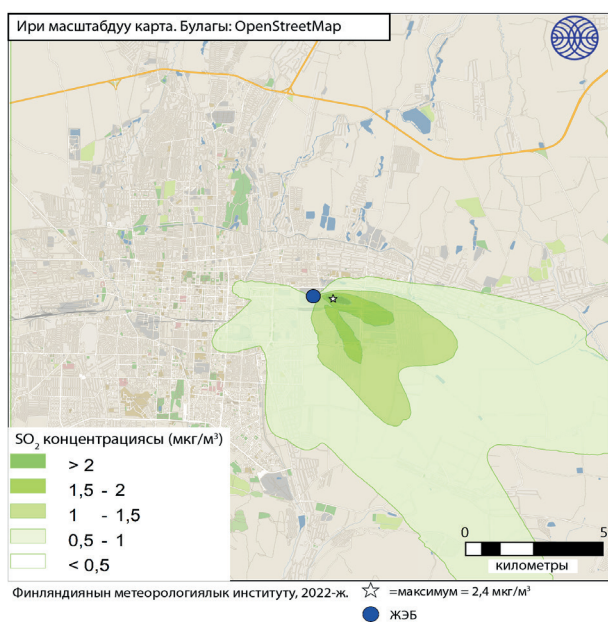 Ири масштабдуу карта. Булагы: OpenStreetMap
SO₂ концентрациясы (мкг/м³)
> 2
1,5 - 2
1 - 1,5
0,5 - 1
< 0,5
0 5
километры
Финляндиянын метеорологиялык институту, 2022-ж.
=максимум = 2,4 мкг/м³
ЖЭБ